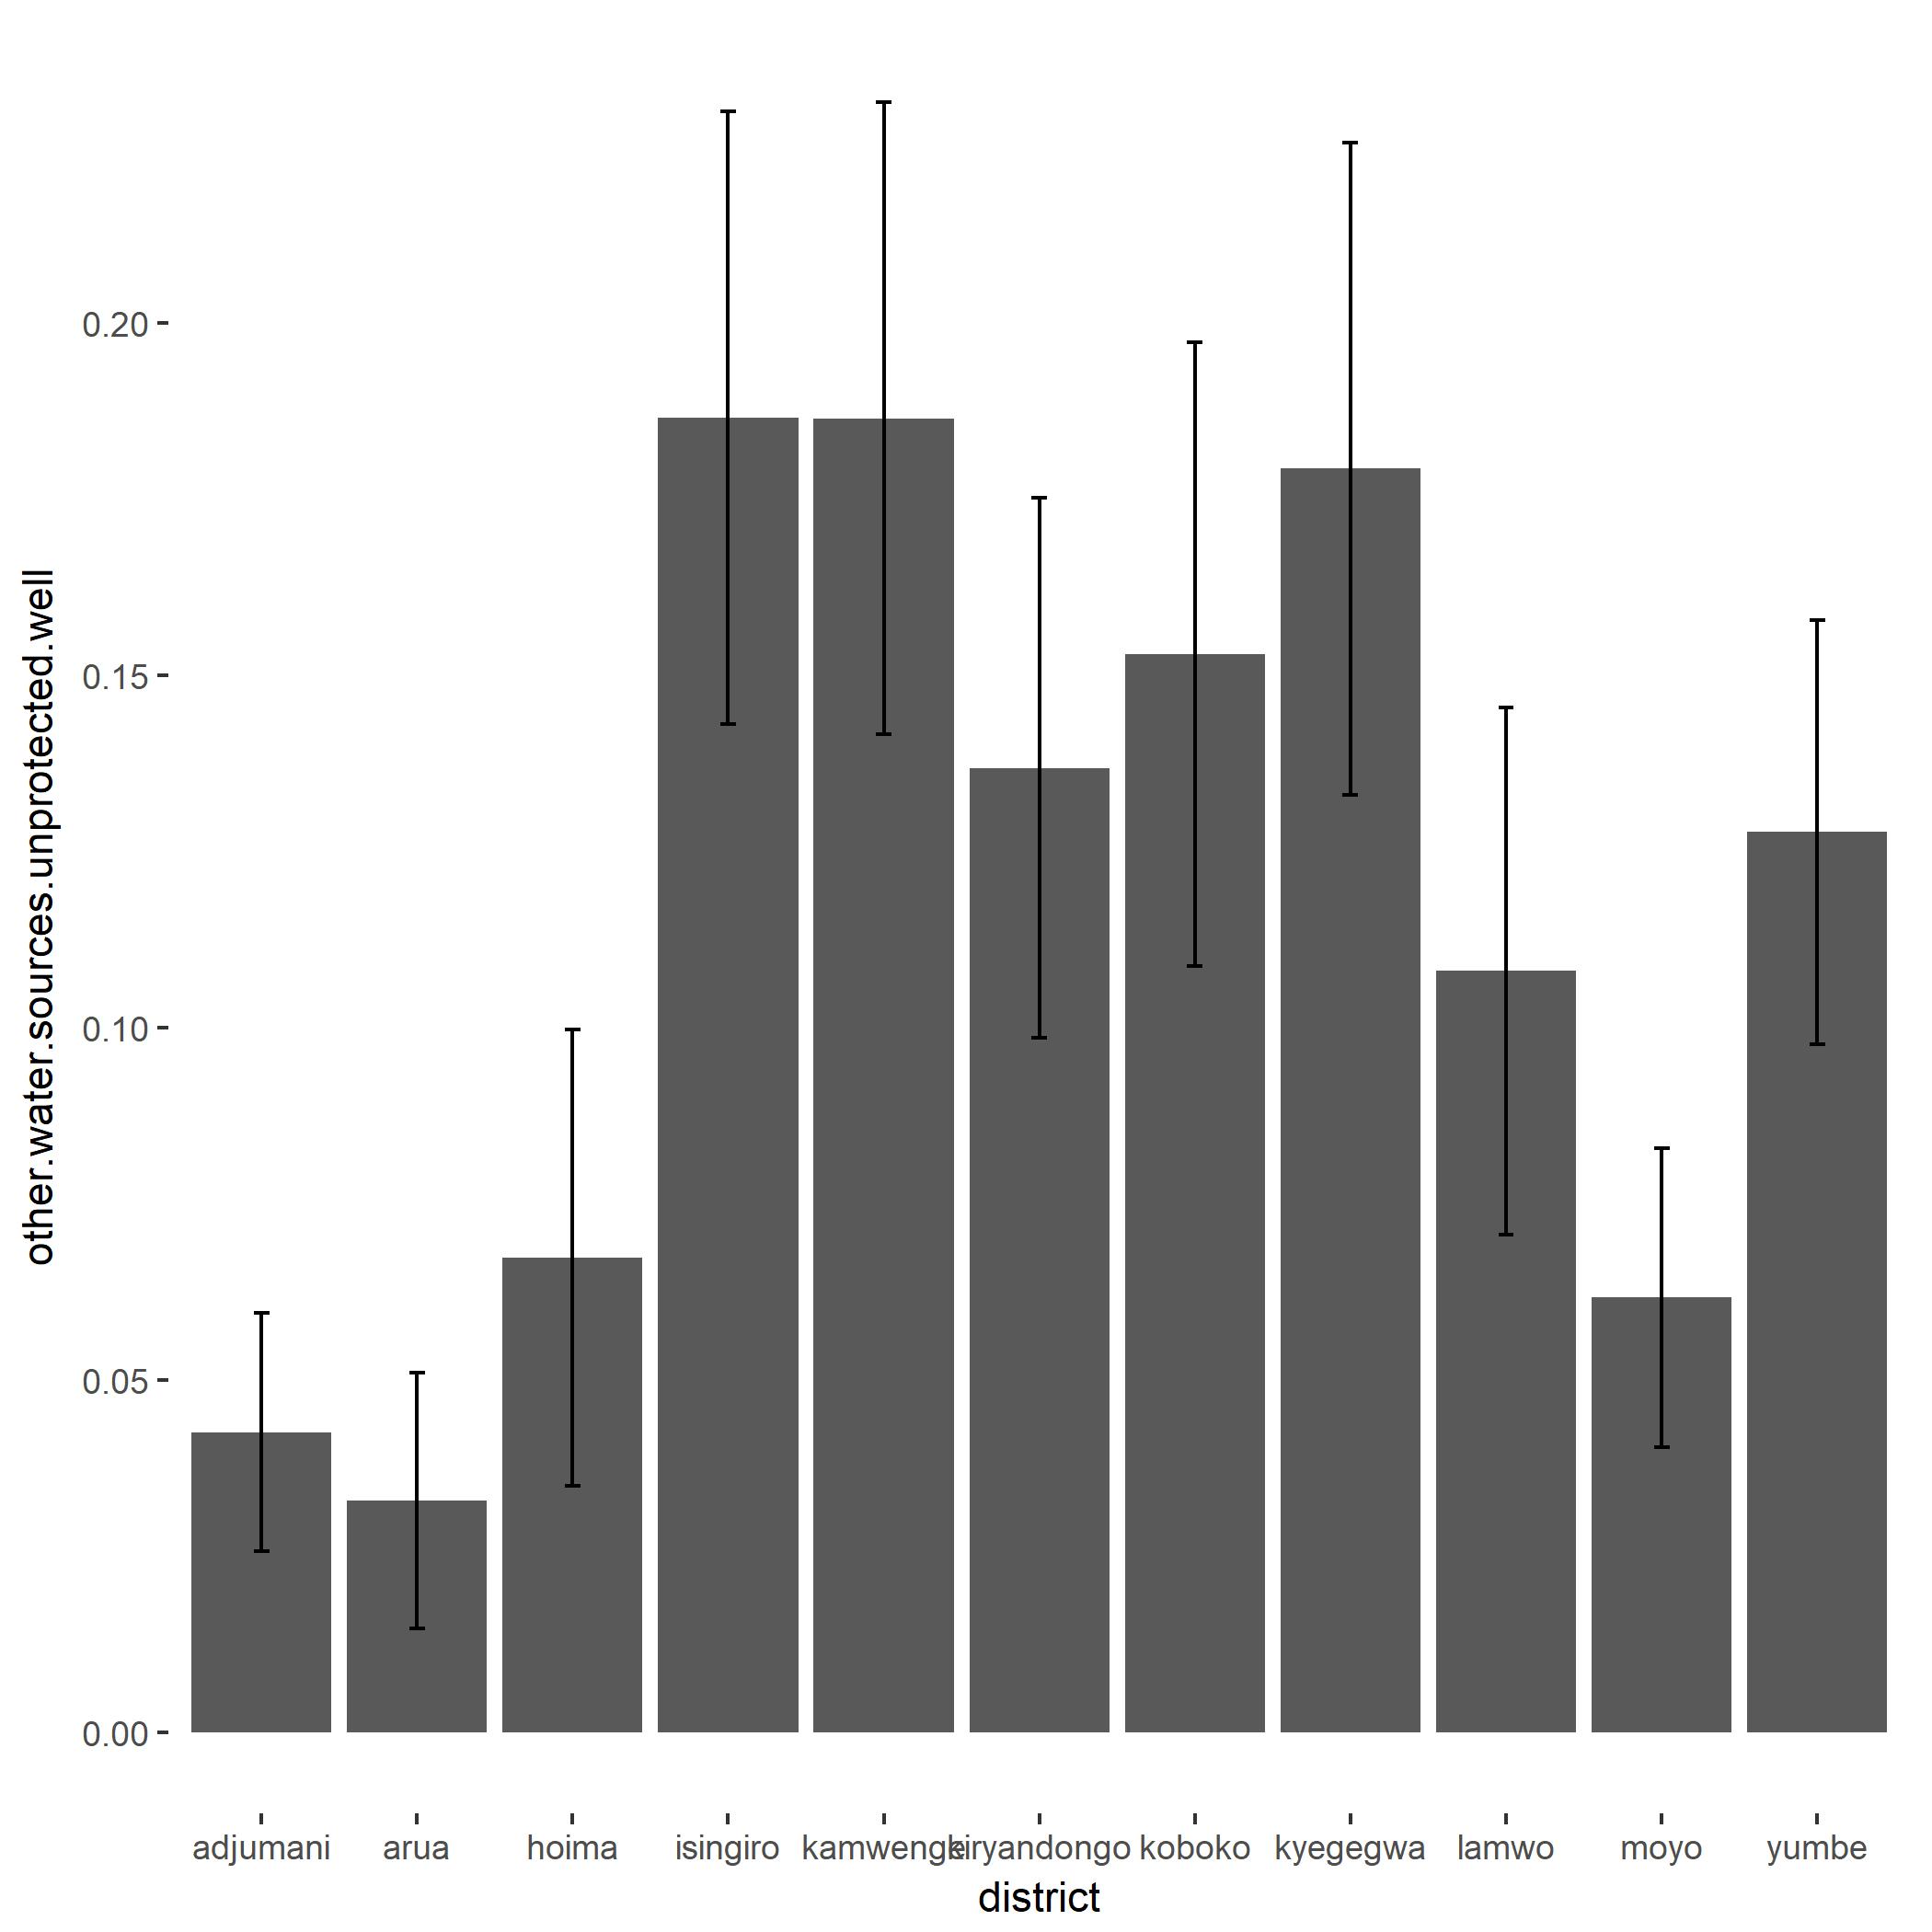 other.water.sources.unprotected.well
0.20
0.15
0.10
0.05
0.00
adjumani arua hoima isingiro kamwenge kiryandongo koboko kyegegwa lamwo moyo yumbe
district